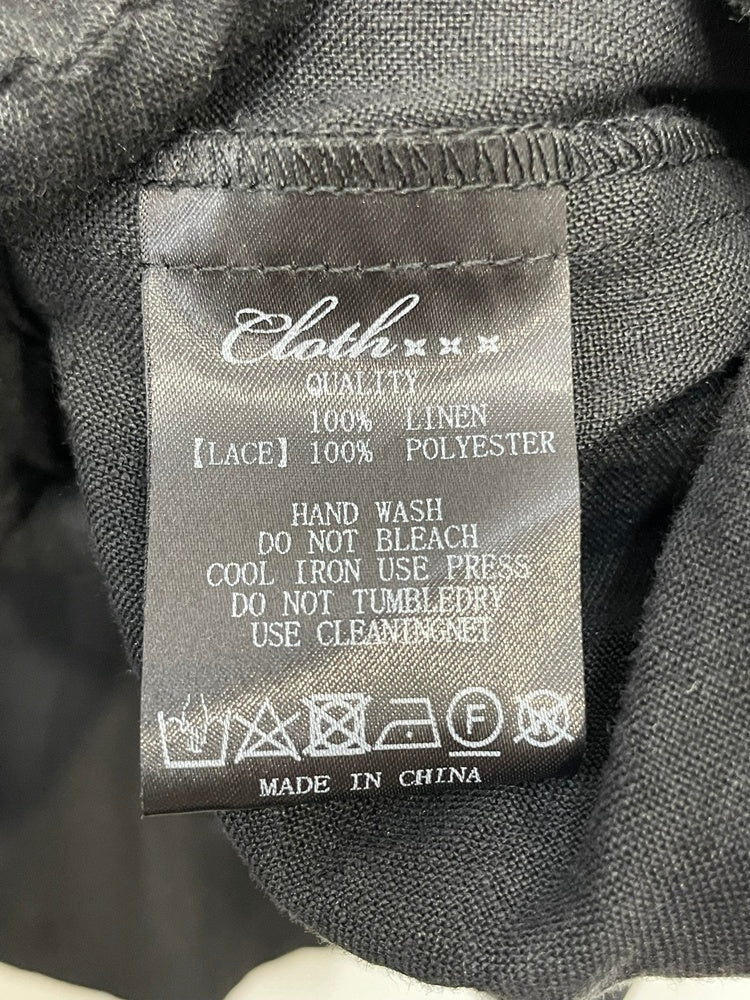 Cloth×××
QUALITY
100% LINEN
【LACE】 100% POLYESTER
HAND WASH
DO NOT BLEACH
COOL IRON USE PRESS
DO NOT TUMBLEDRY
USE CLEANINGNET
F W
MADE IN CHINA